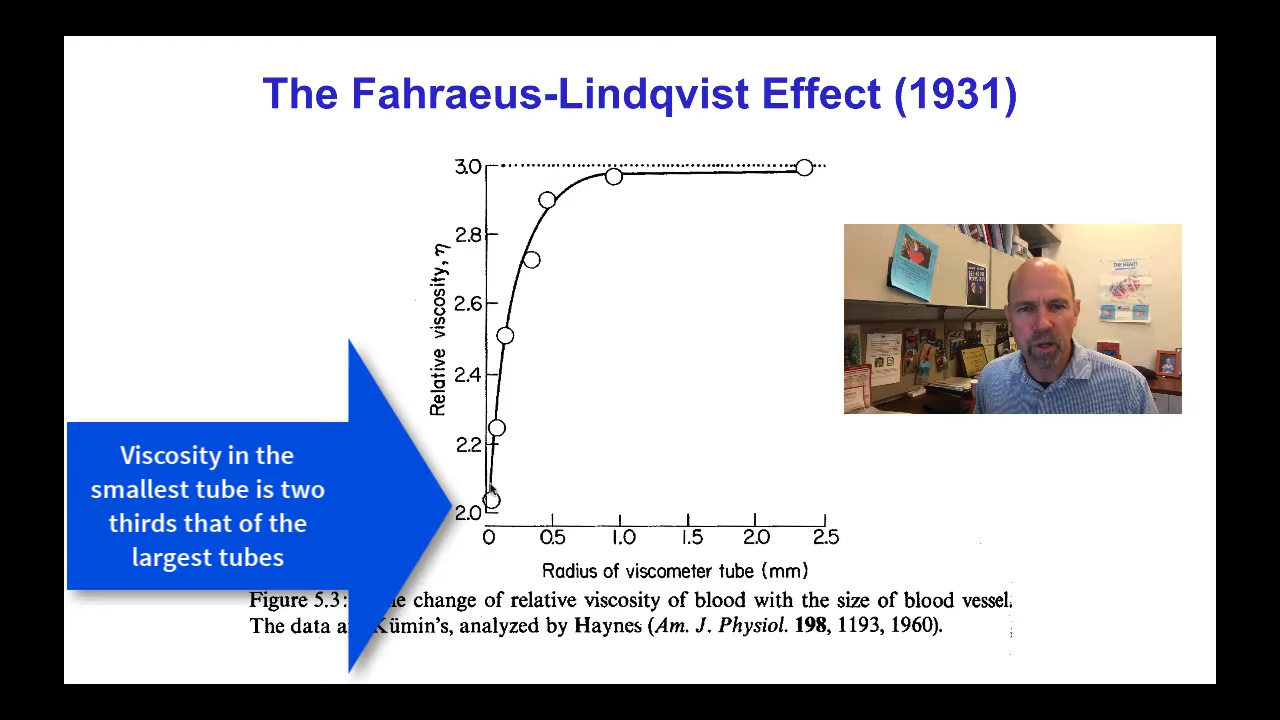 The Fahraeus-Lindqvist Effect (1931)
3.0
2.8
2.6
2.4
2.2
2.0
Relative viscosity, η
0 0.5 1.0 1.5 2.0 2.5
Radius of viscometer tube (mm)
Viscosity in the
smallest tube is two
thirds that of the
largest tubes
THE HEART
Figure 5.3: change of relative viscosity of blood with the size of blood vessel.
The data Kümin's, analyzed by Haynes (Am. J. Physiol. 198, 1193, 1960).